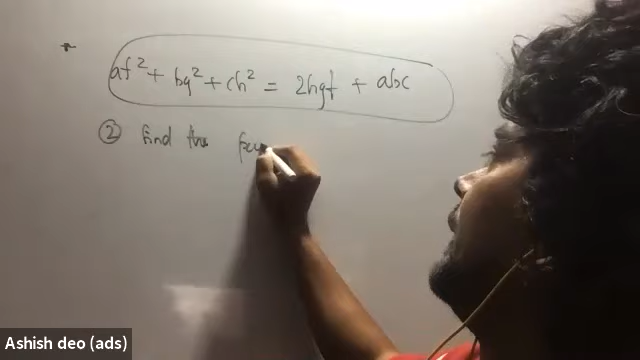 af² + bg² + ch² = 2hgf + abc
② find the
Ashish deo (ads)